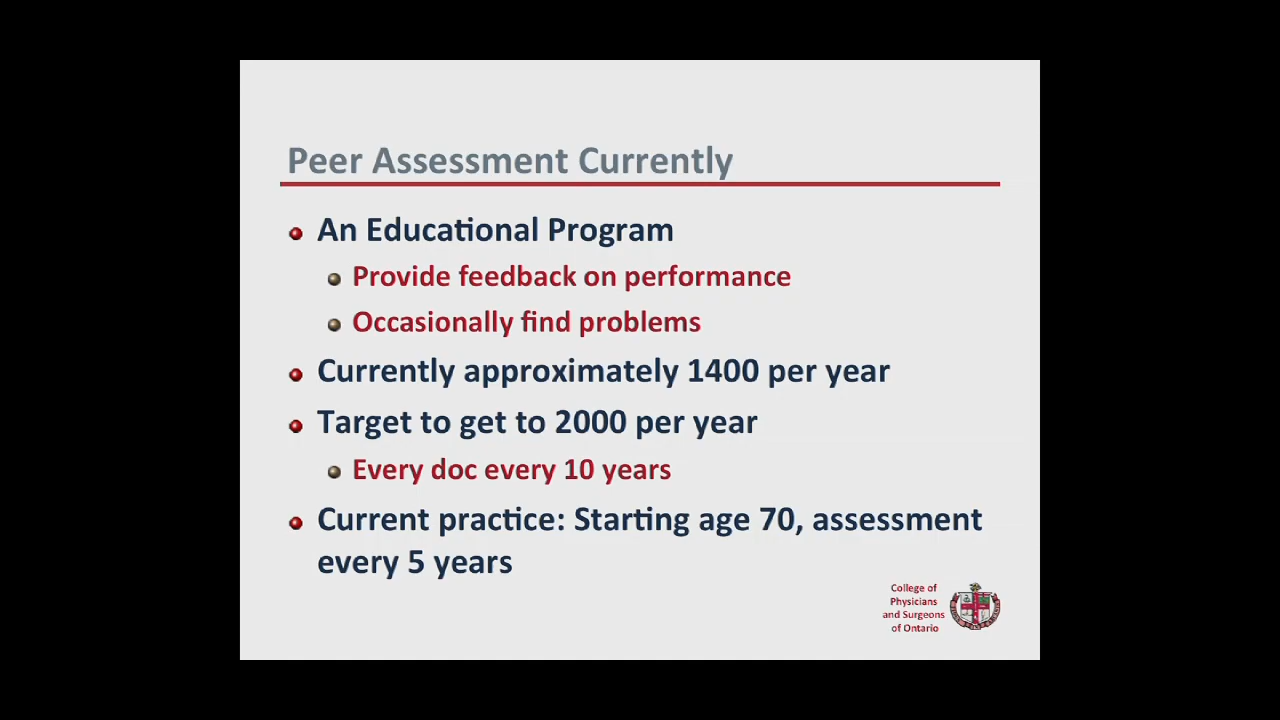 Peer Assessment Currently
An Educational Program
Provide feedback on performance
Occasionally find problems
Currently approximately 1400 per year
Target to get to 2000 per year
Every doc every 10 years
Current practice: Starting age 70, assessment
every 5 years
College of
Physicians
and Surgeons
of Ontario